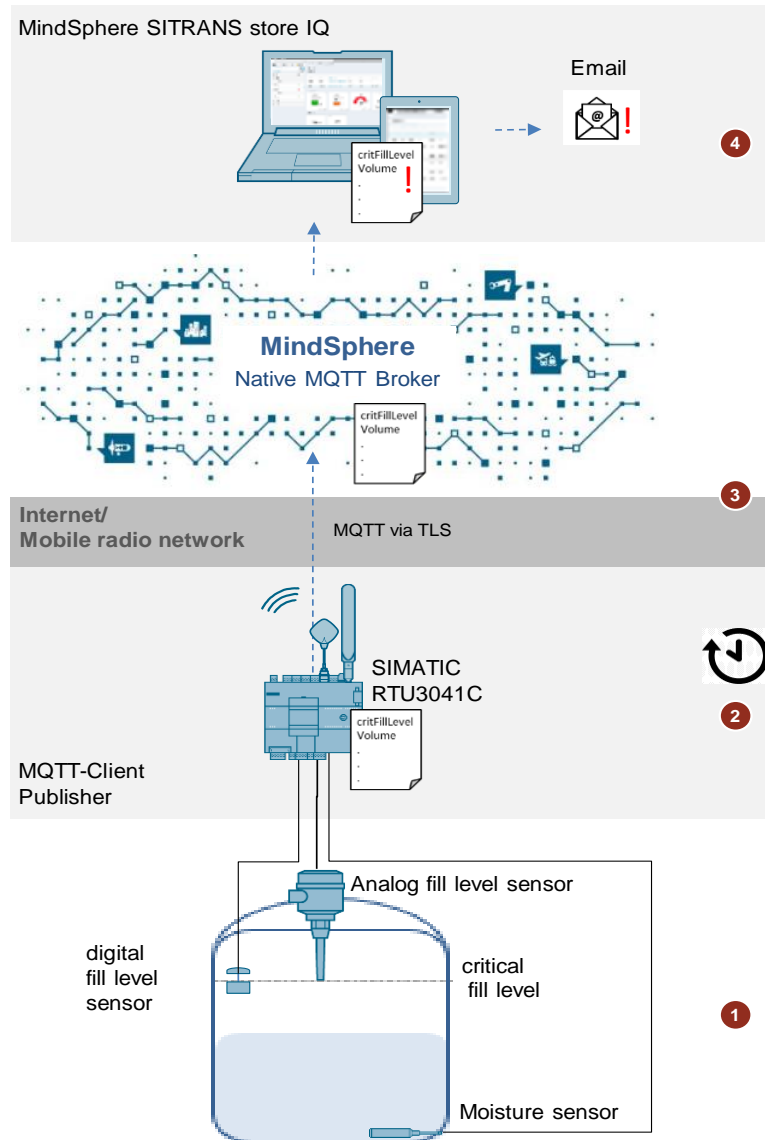 MindSphere SITRANS store IQ
Email
@
!
4
critFillLevel
Volume
.
.
.
!
MindSphere
Native MQTT Broker
critFillLevel
Volume
.
.
.
3
Internet/
Mobile radio network
MQTT via TLS
SIMATIC
RTU3041C
2
critFillLevel
Volume
.
.
.
MQTT-Client
Publisher
Analog fill level sensor
digital
fill level
sensor
critical
fill level
1
Moisture sensor